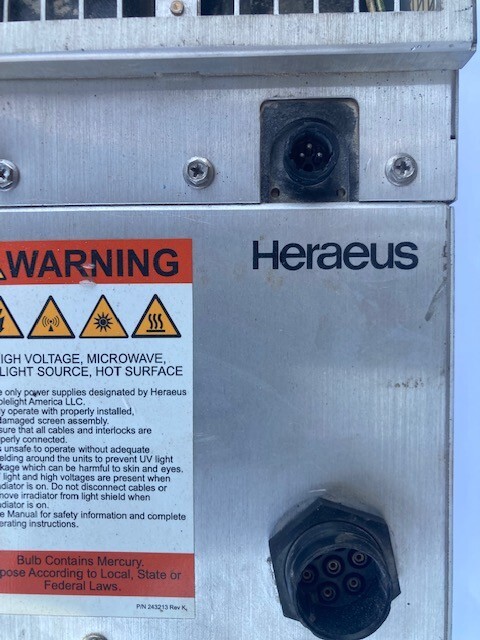 WARNING
Heraeus
HIGH VOLTAGE, MICROWAVE,
LIGHT SOURCE, HOT SURFACE
only power supplies designated by Heraeus
blelight America LLC.
y operate with properly installed,
damaged screen assembly.
sure that all cables and interlocks are
perly connected.
s unsafe to operate without adequate
elding around the units to prevent UV light
kage which can be harmful to skin and eyes.
light and high voltages are present when
diator is on. Do not disconnect cables or
move irradiator from light shield when
diator is on.
e Manual for safety information and complete
erating instructions.
Bulb Contains Mercury.
pose According to Local, State or
Federal Laws.
P/N 243213 Rev K